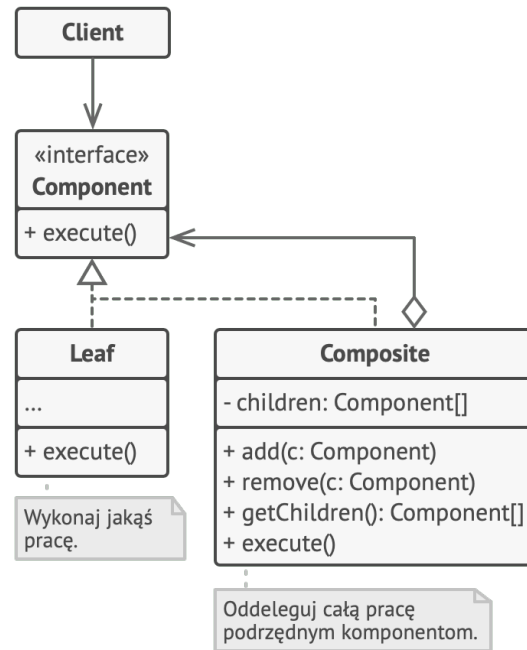 Client
«interface»
Component
+ execute()
Leaf
...
+ execute()
Wykonaj jakąś
pracę.
Composite
- children: Component[]
+ add(c: Component)
+ remove(c: Component)
+ getChildren(): Component[]
+ execute()
Oddeleguj całą pracę
podrzędnym komponentom.